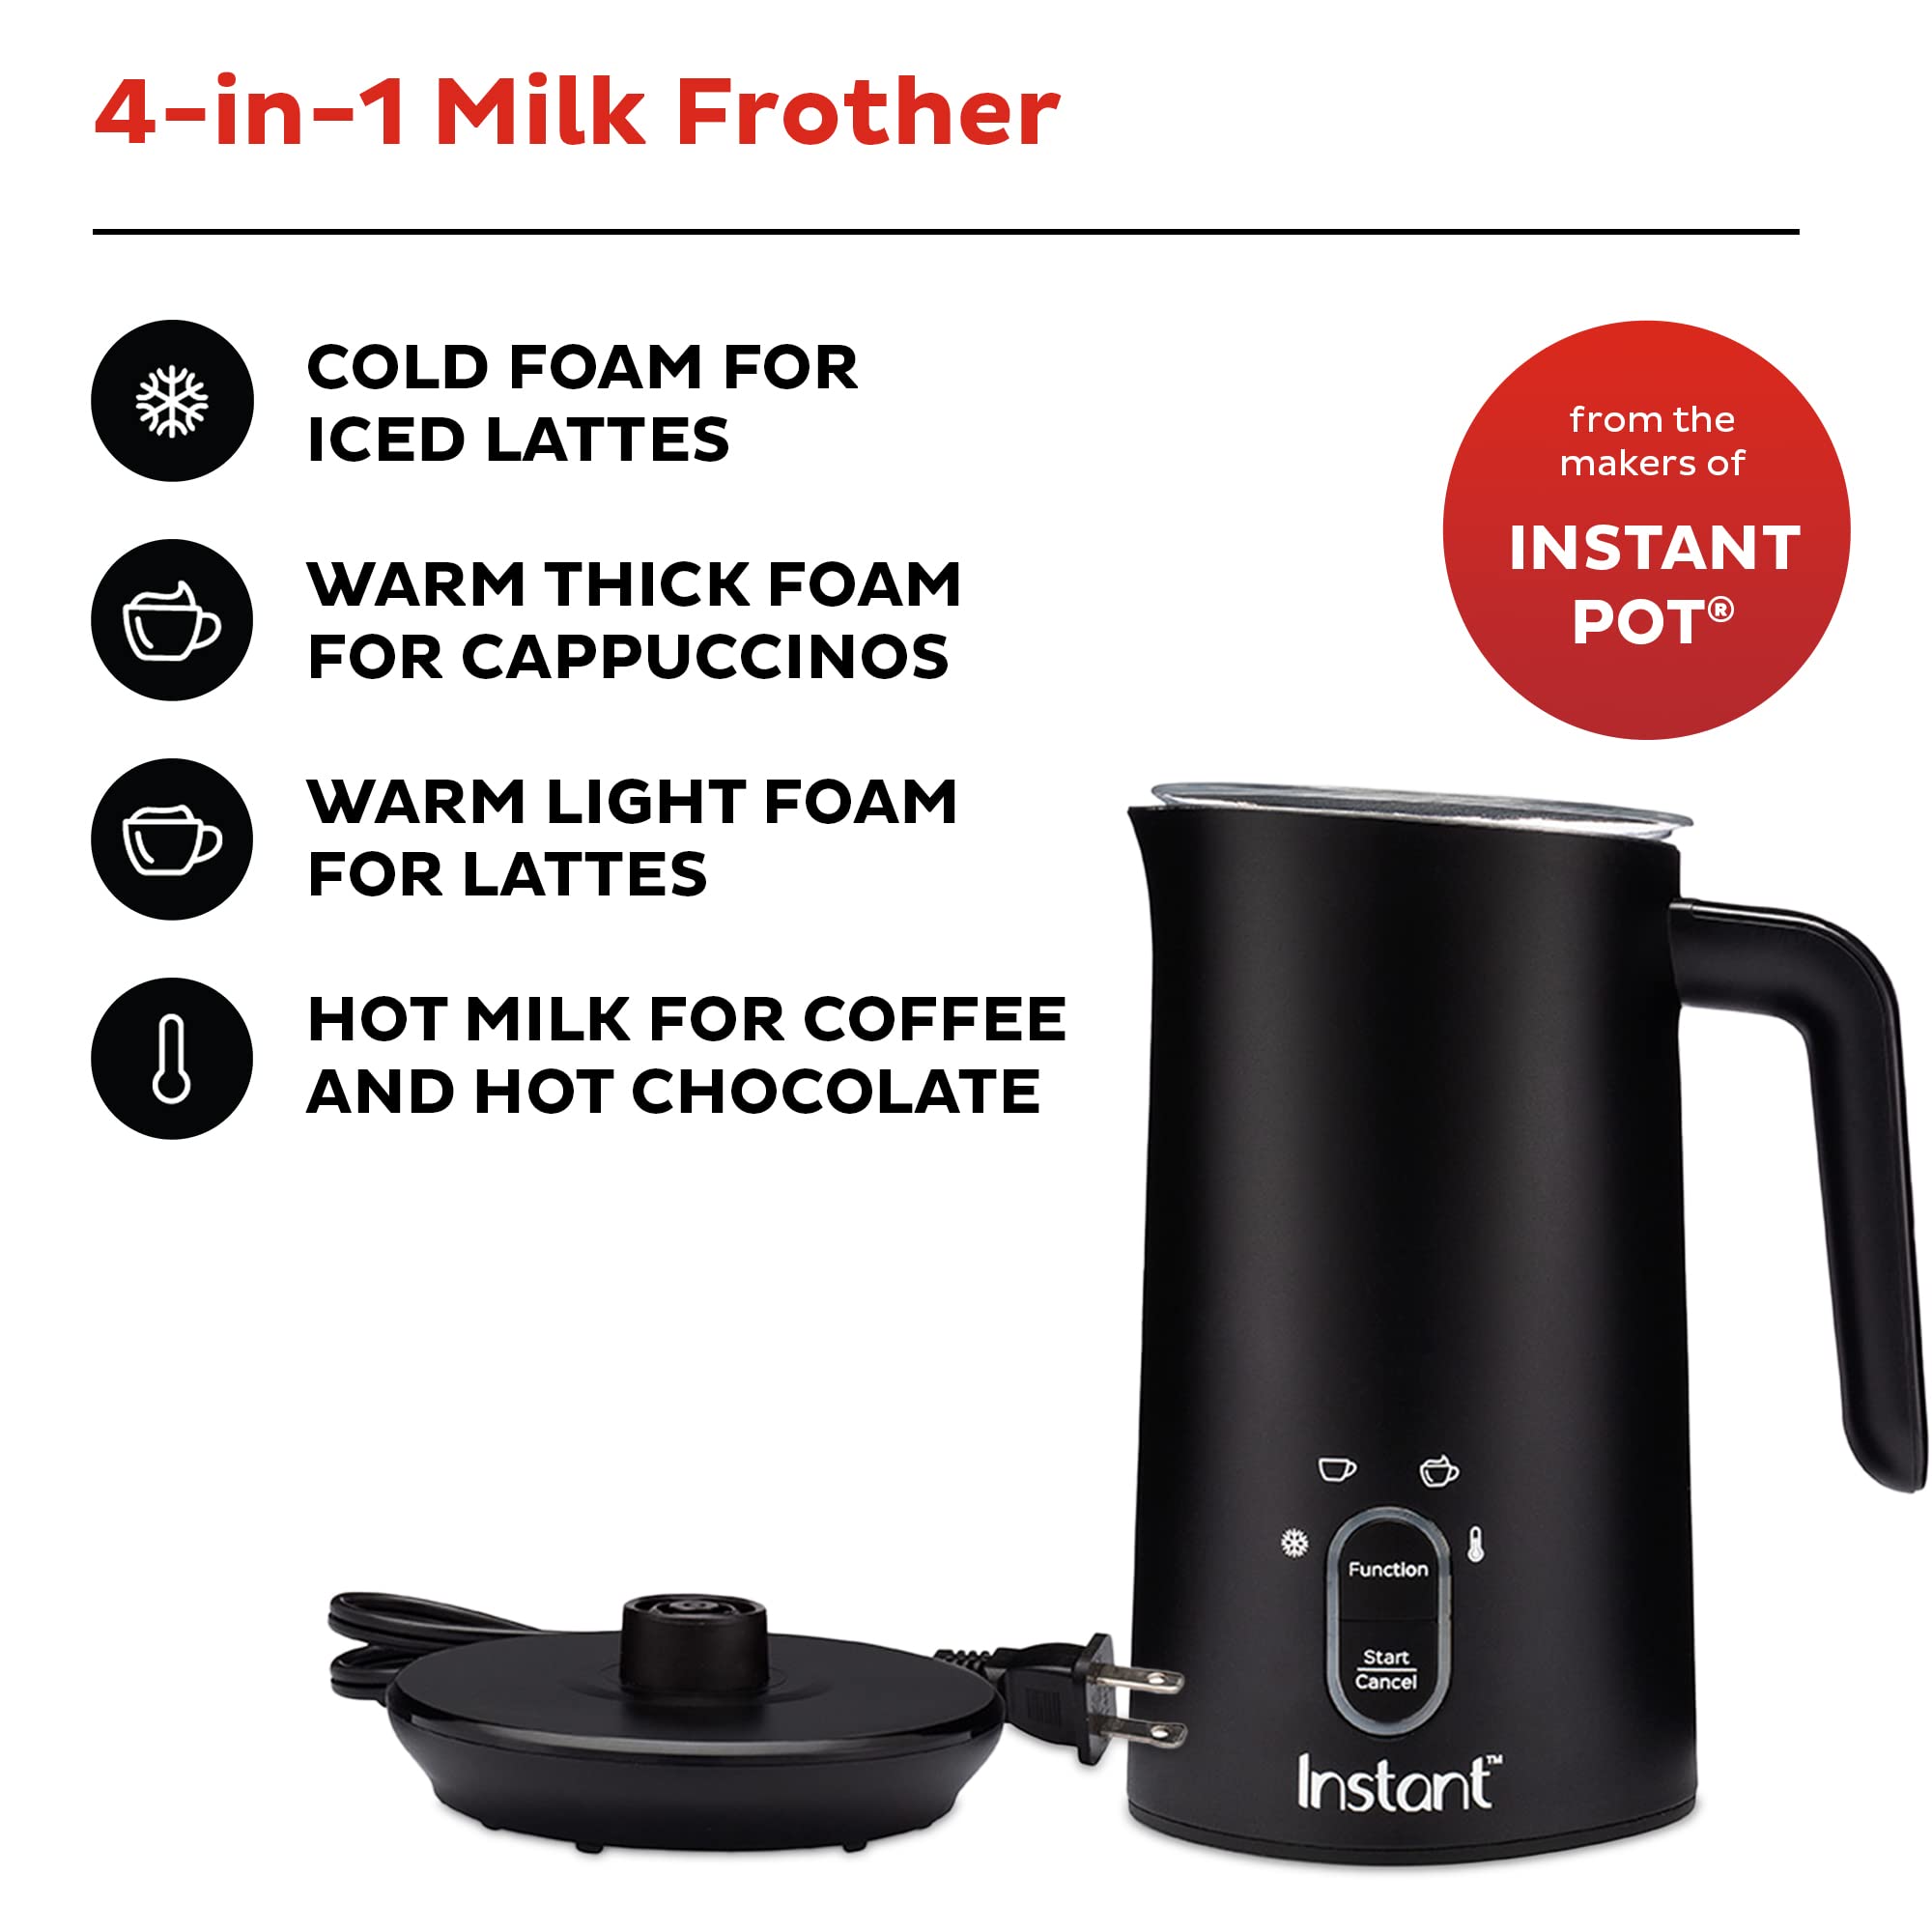 4-in-1 Milk Frother
COLD FOAM FOR
ICED LATTES
WARM THICK FOAM
FOR CAPPUCCINOS
WARM LIGHT FOAM
FOR LATTES
HOT MILK FOR COFFEE
AND HOT CHOCOLATE
from the
makers of
INSTANT
POT®
Function
Start
Cancel
Instant™